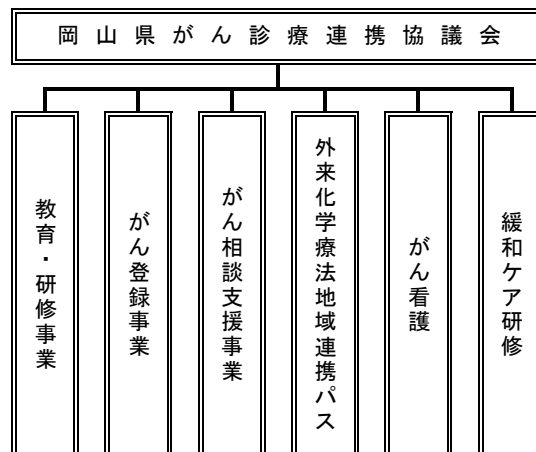 岡山県がん診療連携協議会
教育・研修事業
がん登録事業
がん相談支援事業
外来化学療法地域連携パス
がん看護
緩和ケア研修